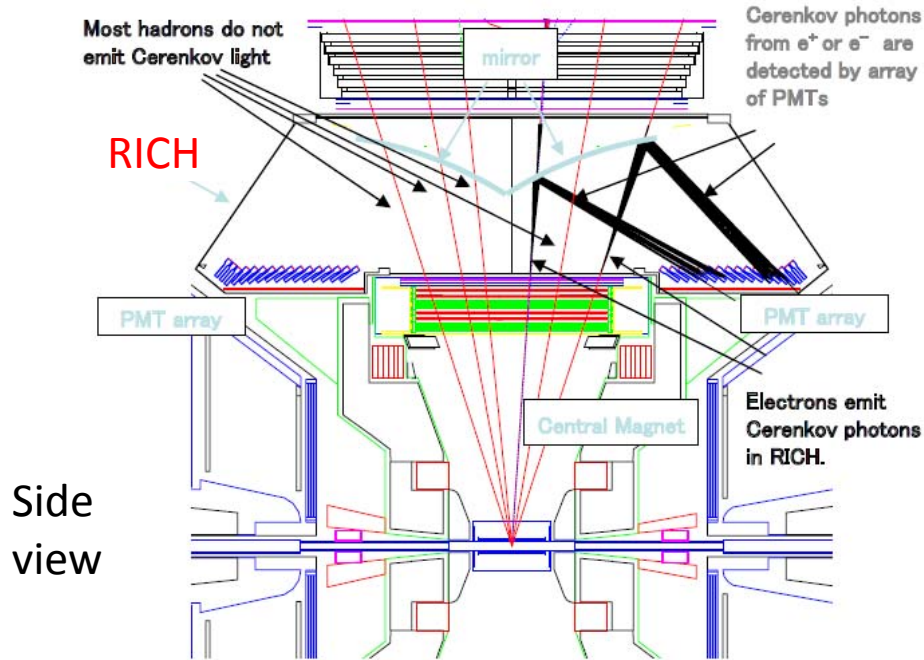 Most hadrons do not
emit Cerenkov light
mirror
Cerenkov photons
from e⁺ or e⁻ are
detected by array
of PMTs
RICH
PMT array
PMT array
Central Magnet
Electrons emit
Cerenkov photons
in RICH.
Side
view